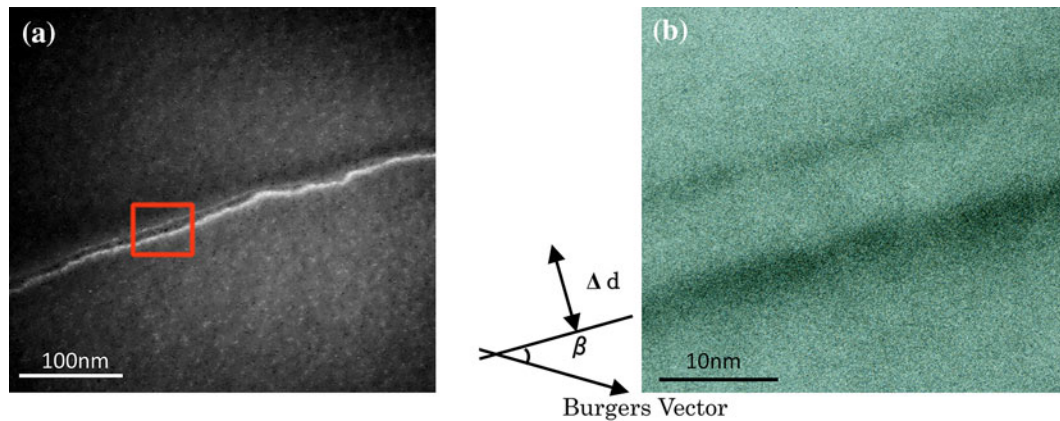 (a)
100nm
Δ d
β
Burgers Vector
(b)
10nm